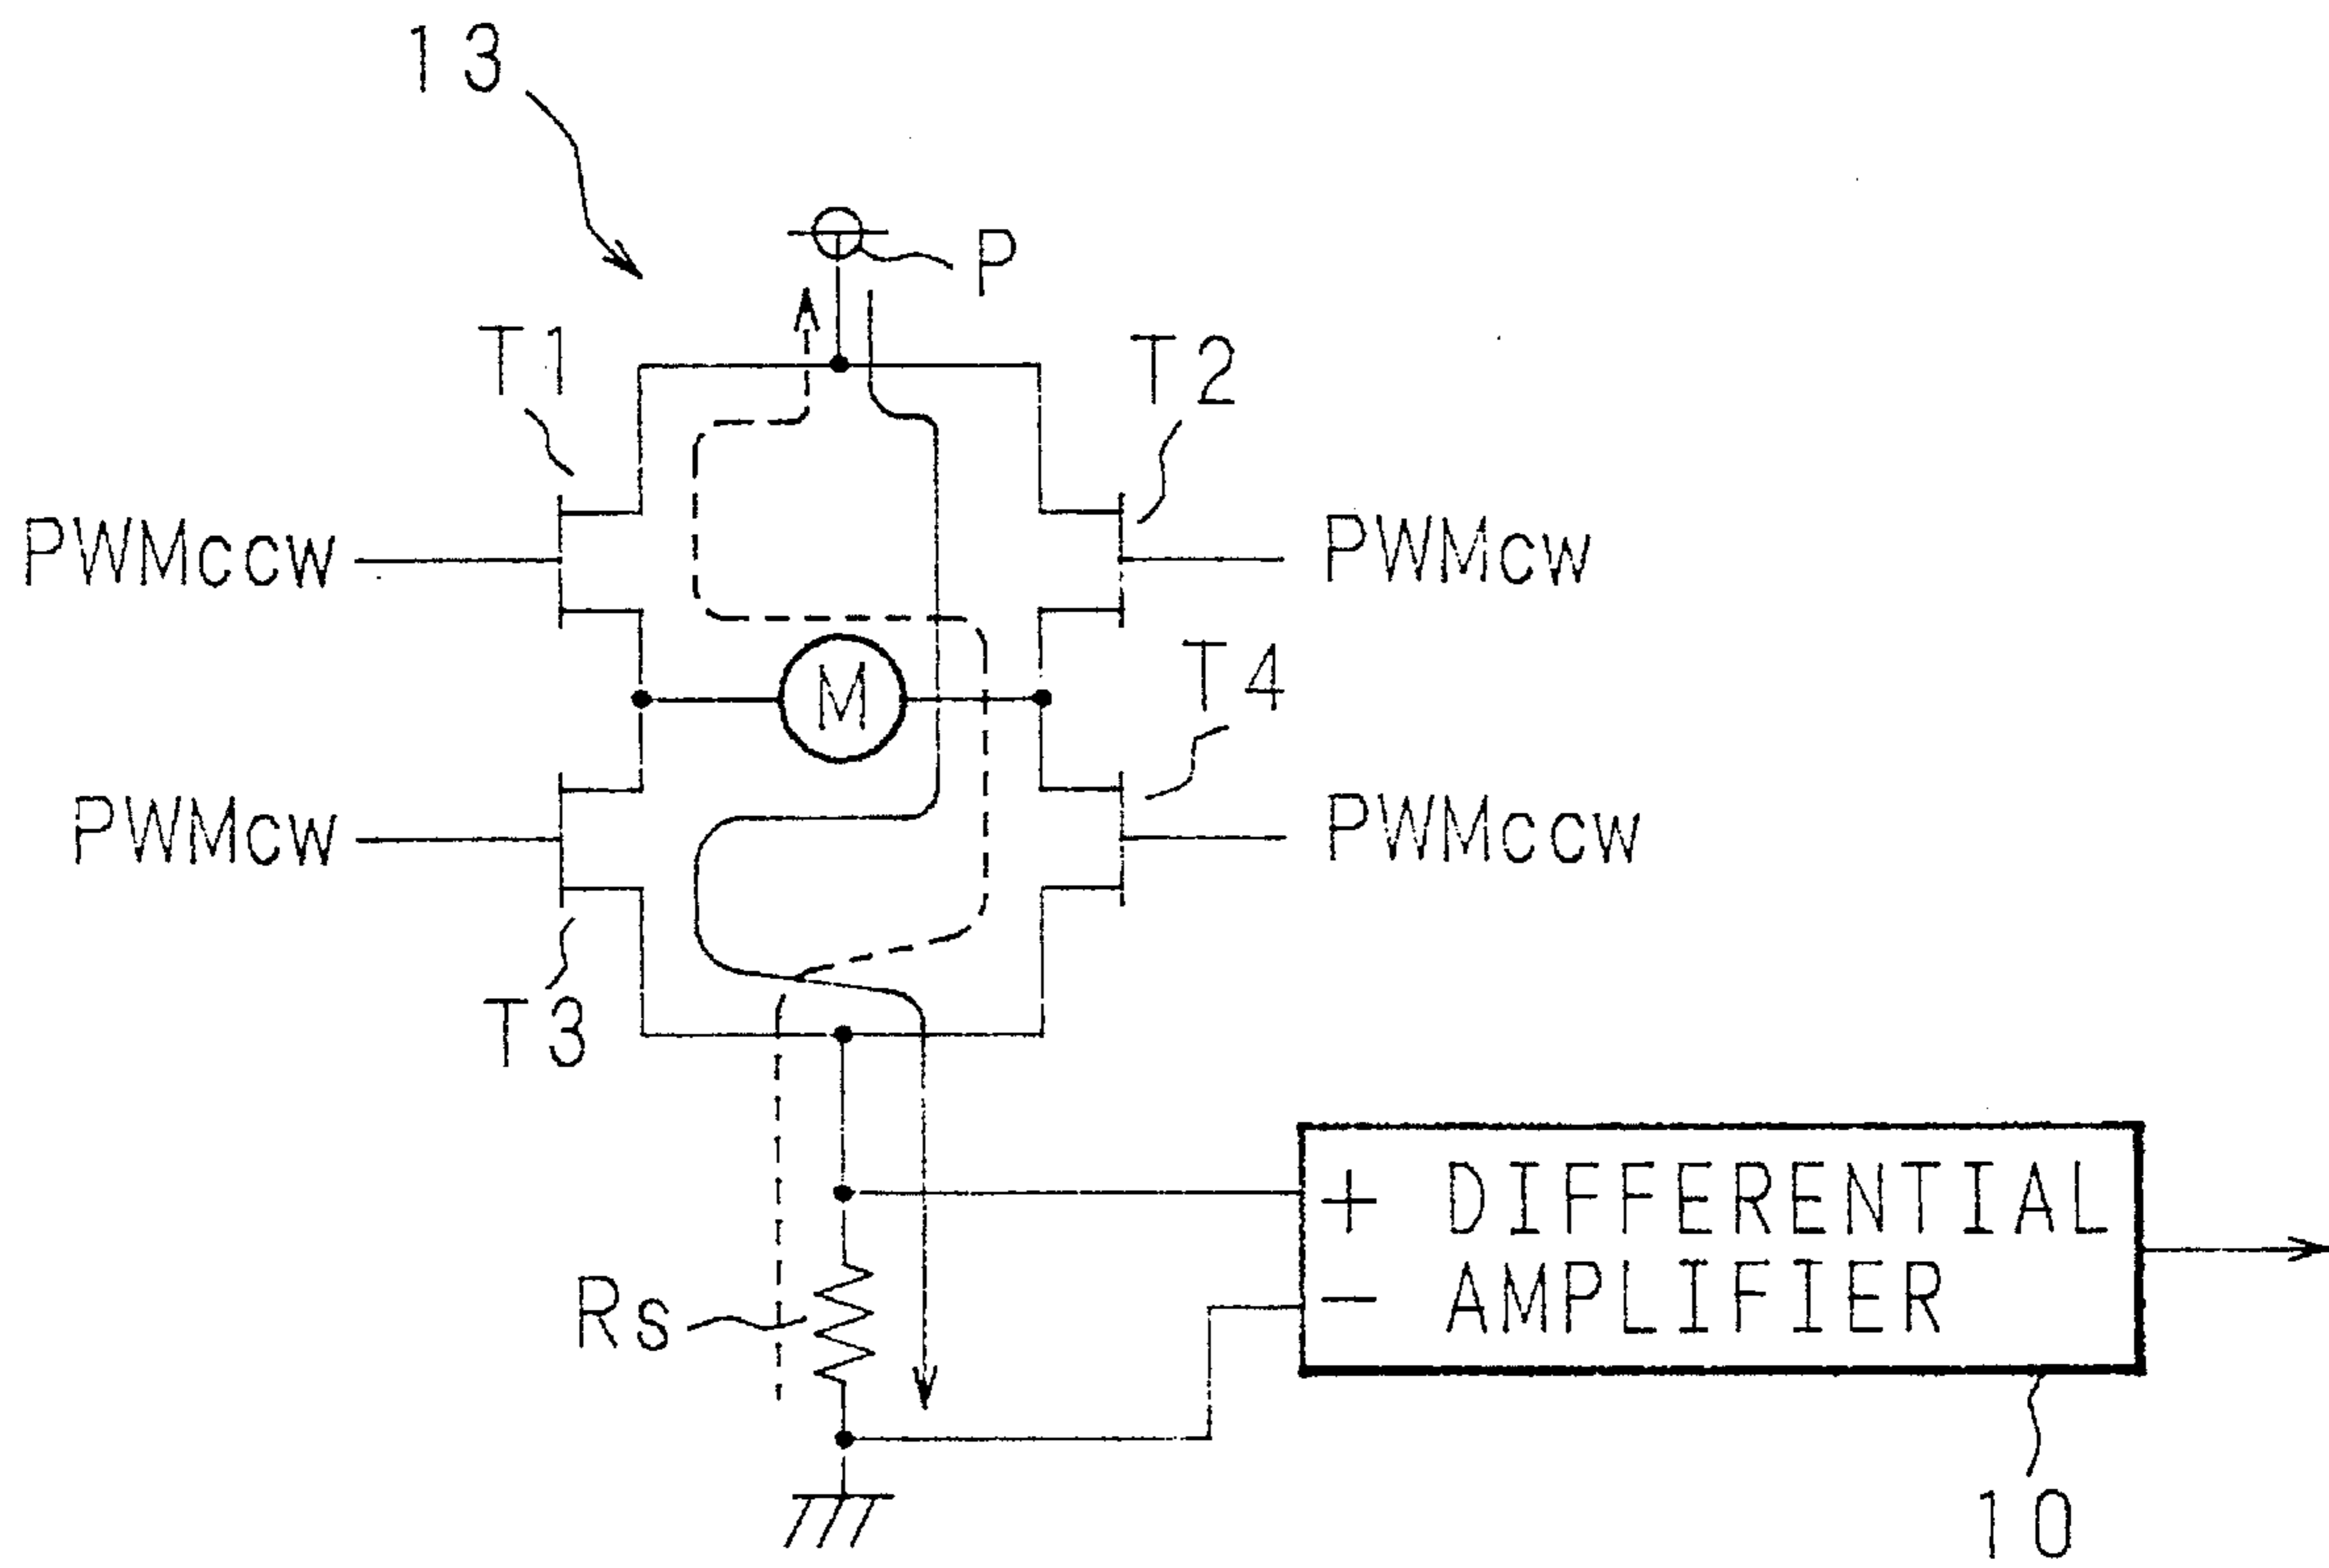 13
P
T1
T2
PWMccw
PWMcw
M
T4
PWMcw
PWMccw
T3
+ DIFFERENTIAL
- AMPLIFIER
Rs
10